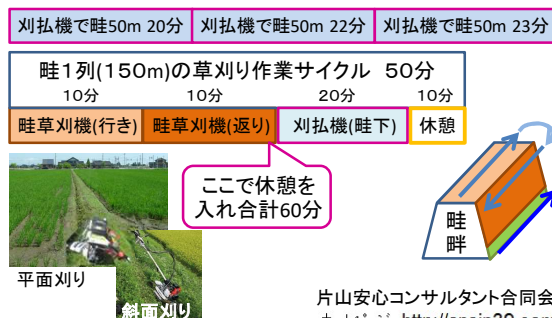 刈払機で畦50m 20分 刈払機で畦50m 22分 刈払機で畦50m 23分
畦1列(150m)の草刈り作業サイクル 50分
10分 10分 20分 10分
畦草刈機(行き) 畦草刈機(返り) 刈払機(畦下) 休憩
ここで休憩を
入れ合計60分
畦
畔
平面刈り
斜面刈り
片山安心コンサルタント合同会